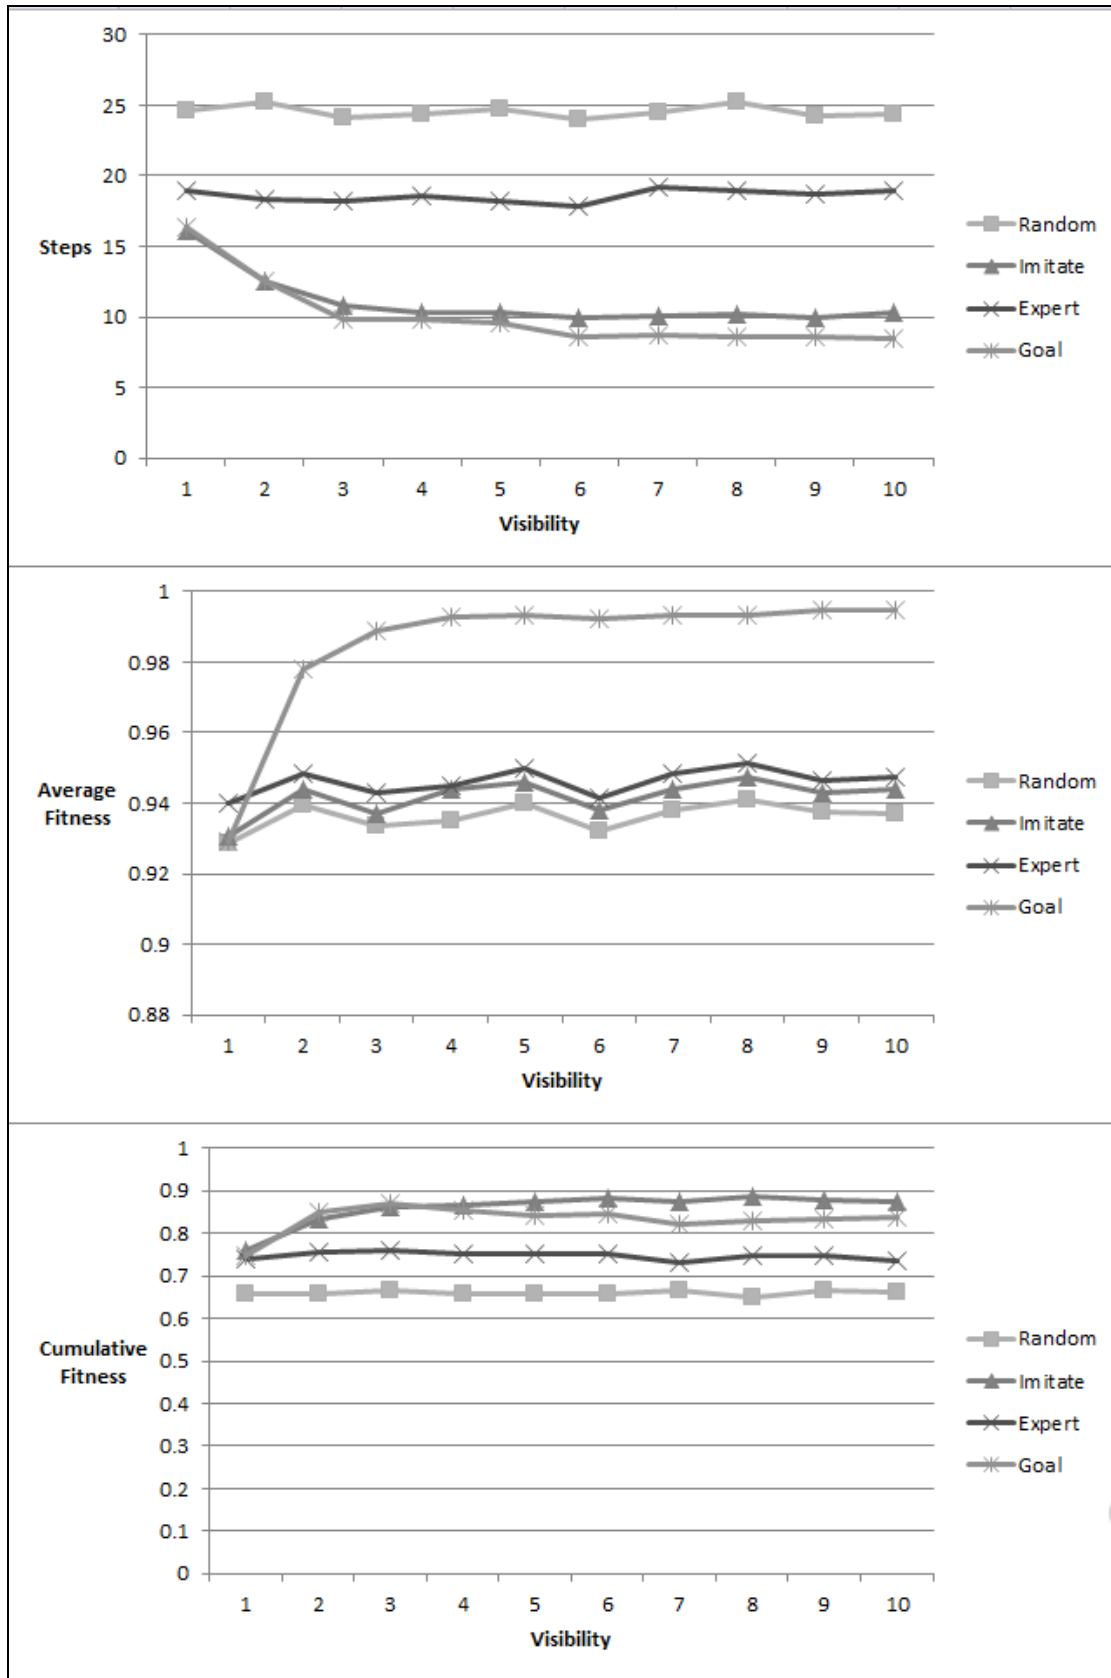 30
25
20
Steps 15
10
5
0
1 2 3 4 5 6 7 8 9 10
Visibility
Random
Imitate
Expert
Goal
1
0.98
0.96
Average
Fitness
0.94
0.92
0.9
0.88
1 2 3 4 5 6 7 8 9 10
Visibility
Random
Imitate
Expert
Goal
1
0.9
0.8
0.7
0.6
Cumulative
Fitness
0.5
0.4
0.3
0.2
0.1
0
1 2 3 4 5 6 7 8 9 10
Visibility
Random
Imitate
Expert
Goal